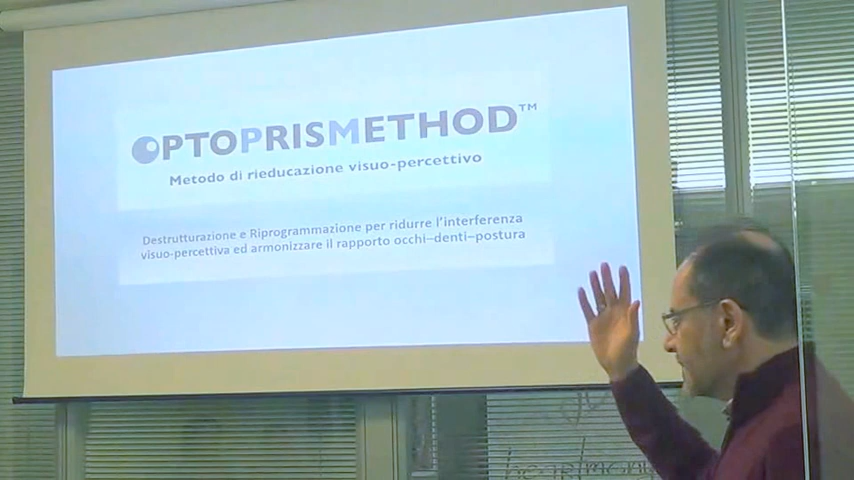 OPTOPRISMETHOD™
Metodo di rieducazione visuo-percettivo
Destrutturazione e Riprogrammazione per ridurre l'interferenza
visuo-percettiva ed armonizzare il rapporto occhi–denti–postura